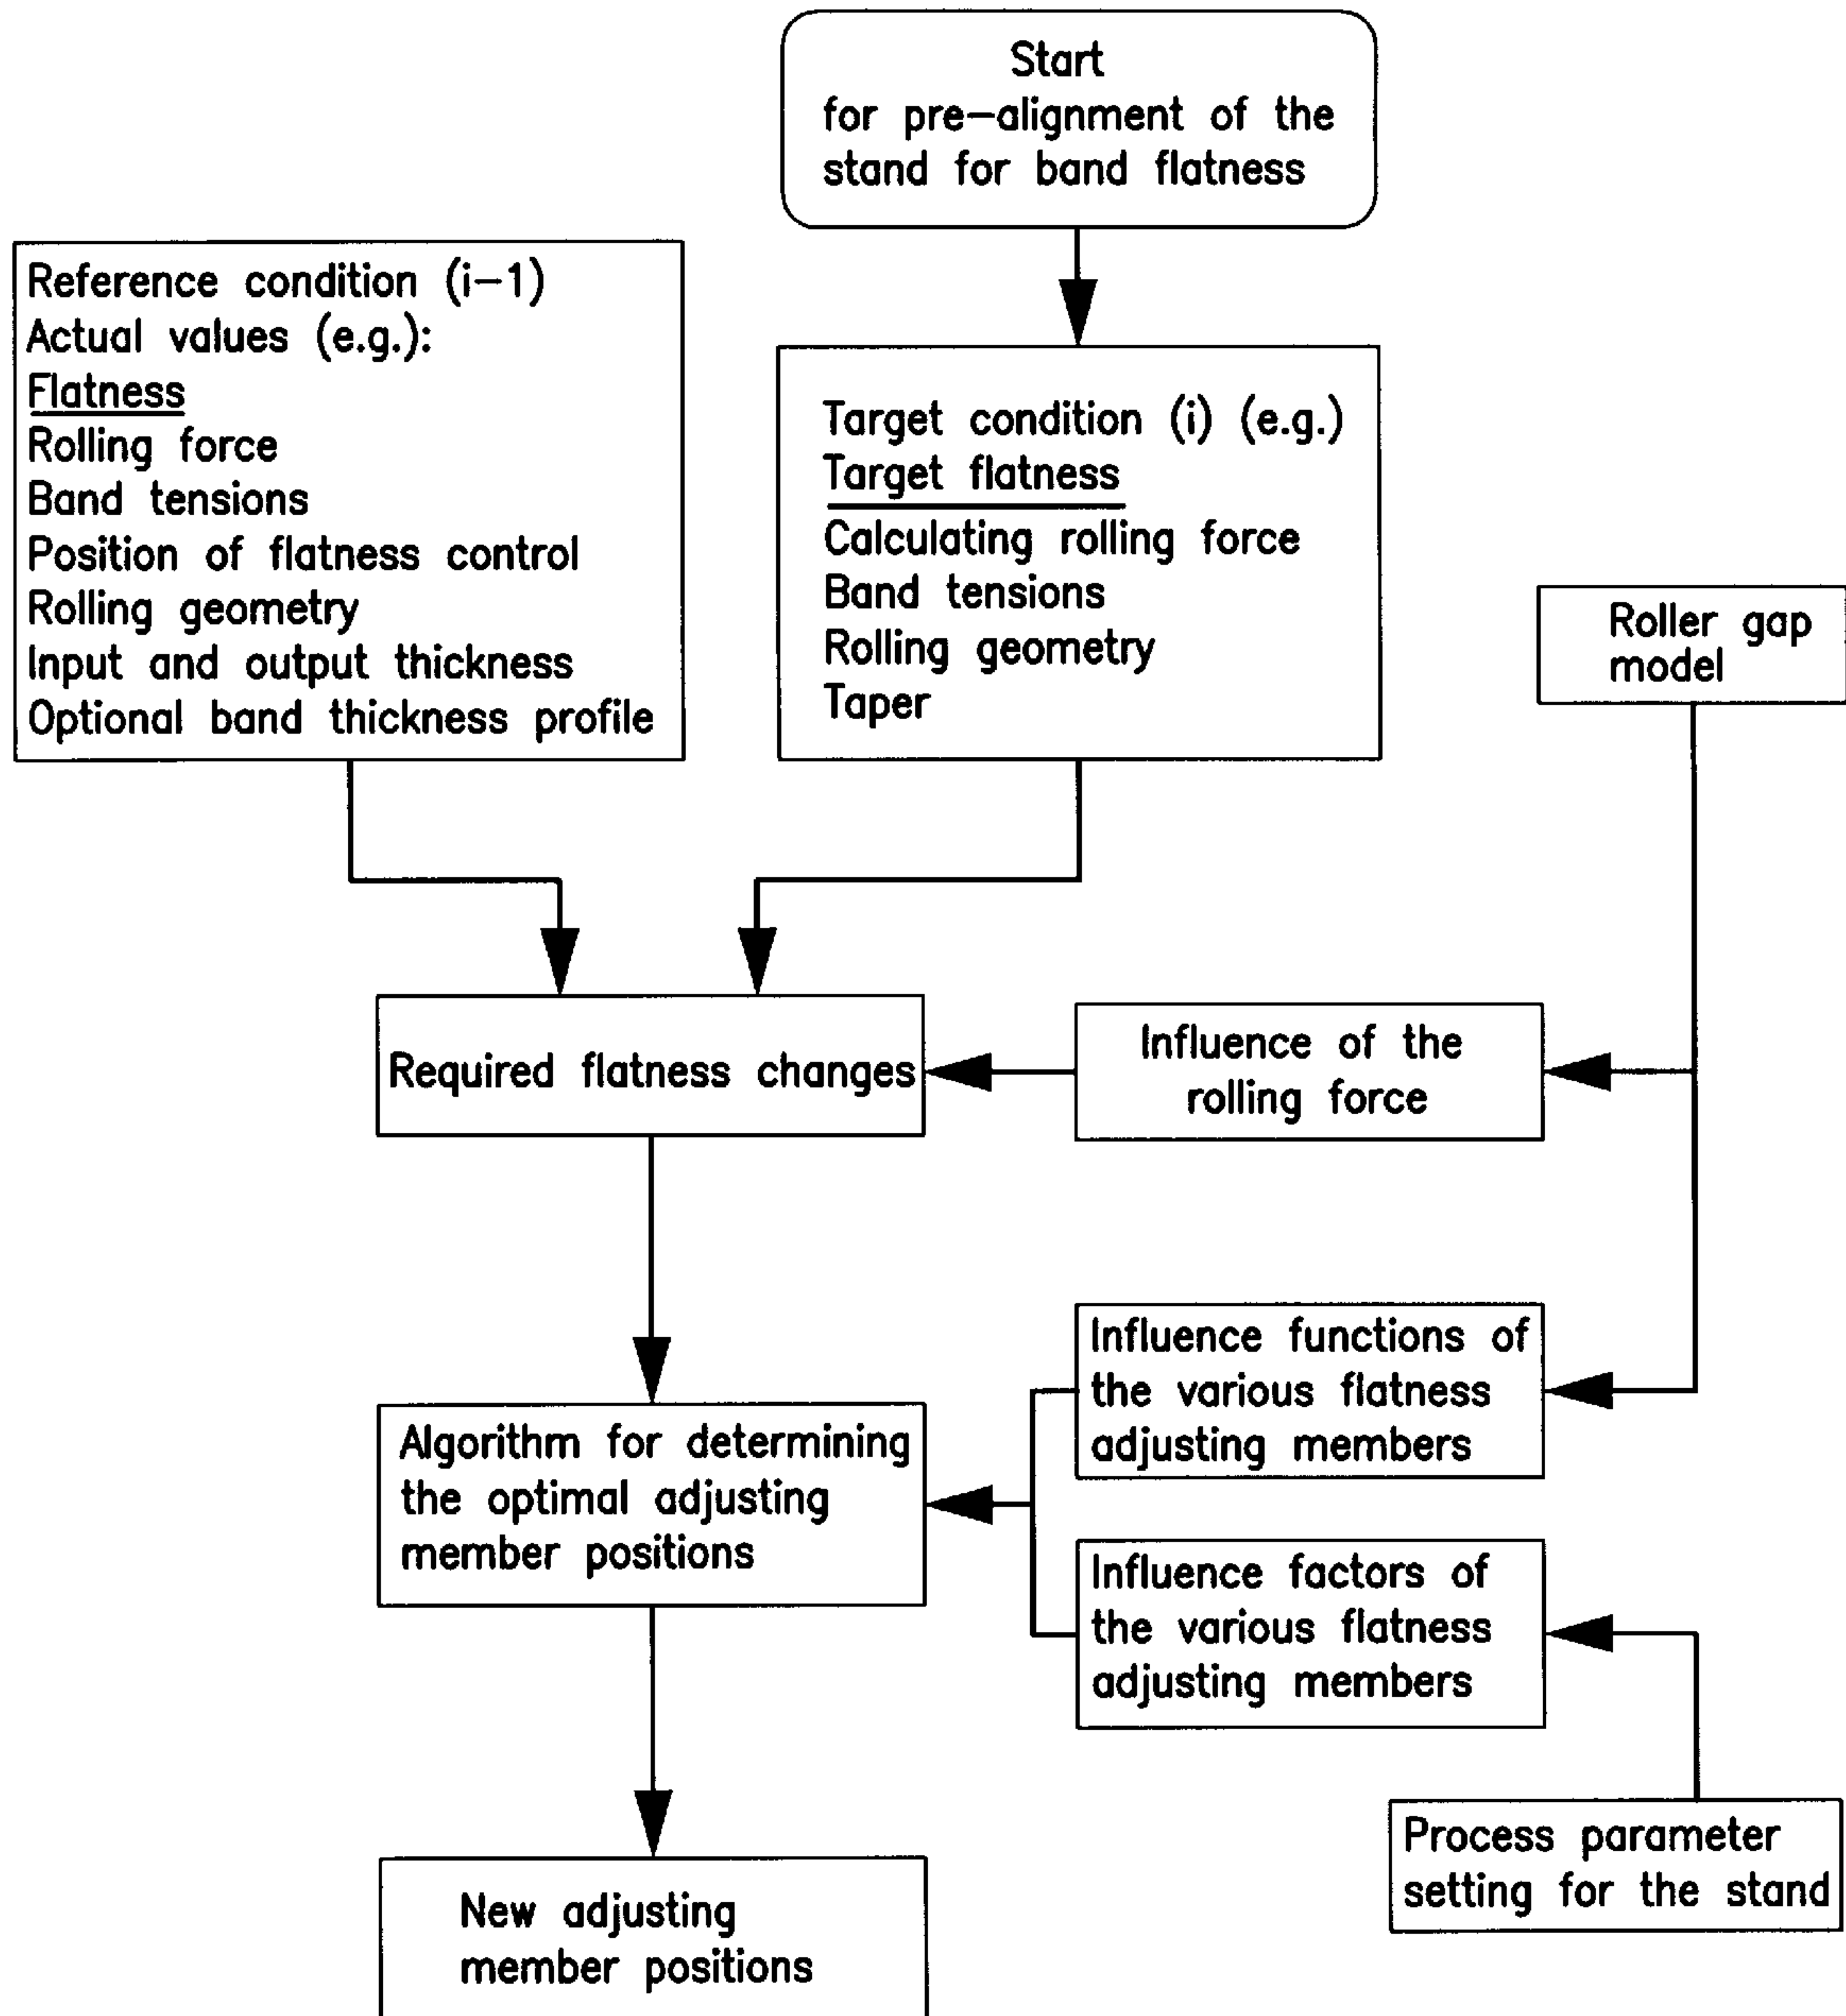 Start
for pre-alignment of the
stand for band flatness
Reference condition (i-1)
Actual values (e.g.):
Flatness
Rolling force
Band tensions
Position of flatness control
Rolling geometry
Input and output thickness
Optional band thickness profile
Target condition (i) (e.g.)
Target flatness
Calculating rolling force
Band tensions
Rolling geometry
Taper
Roller gap
model
Required flatness changes
Influence of the
rolling force
Influence functions of
the various flatness
adjusting members
Algorithm for determining
the optimal adjusting
member positions
Influence factors of
the various flatness
adjusting members
Process parameter
setting for the stand
New adjusting
member positions